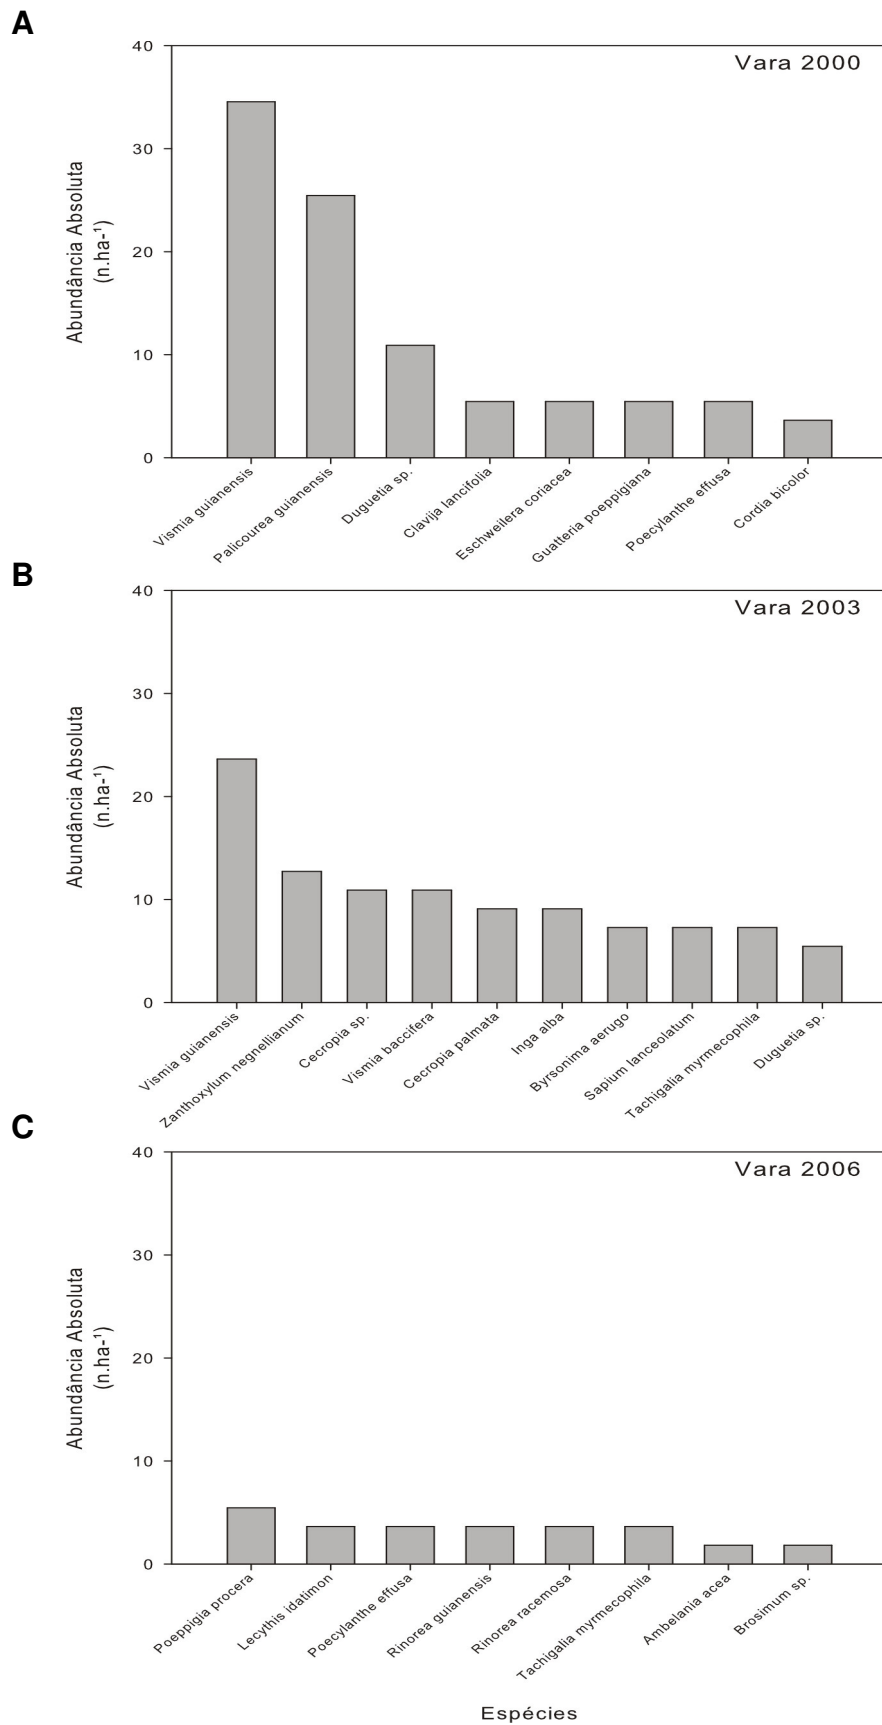 A
Vara 2000
40
30
20
10
0
Abundância Absoluta
(n.ha-¹)
Vismia guianensis
Palicourea guianensis
Duguetia sp.
Clavija lancifolia
Eschweilera coriacea
Guatteria poeppigiana
Poecylanthe effusa
Cordia bicolor
B
Vara 2003
40
30
20
10
0
Abundância Absoluta
(n.ha-¹)
Vismia guianensis
Zanthoxylum negnellianum
Cecropia sp.
Vismia baccifera
Cecropia palmata
Inga alba
Byrsonima aerugo
Sapium lanceolatum
Tachigalia myrmecophila
Duguetia sp.
C
Vara 2006
40
30
20
10
0
Abundância Absoluta
(n.ha-¹)
Poeppigia procera
Lecythis idatimon
Poecylanthe effusa
Rinorea guianensis
Rinorea racemosa
Tachigalia myrmecophila
Ambelania acea
Brosimum sp.
Espécies